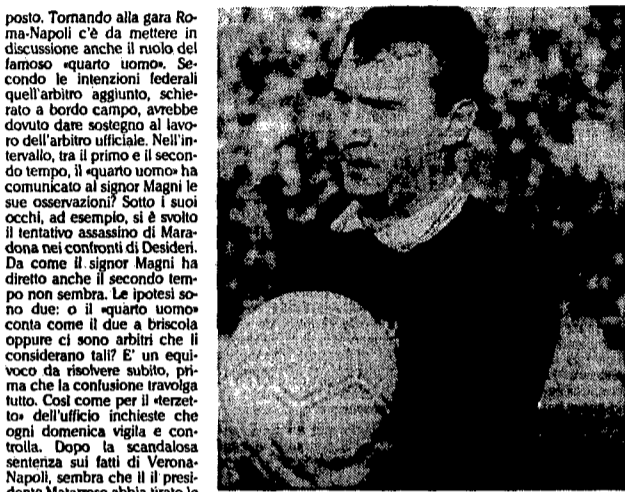 posto. Tornando alla gara Ro-
ma-Napoli c'è da mettere in
discussione anche il ruolo del
famoso «quarto uomo». Se-
condo le intenzioni federali
quell'arbitro aggiunto, schie-
rato a bordo campo, avrebbe
dovuto dare sostegno al lavo-
ro dell'arbitro ufficiale. Nell'in-
tervallo, tra il primo e il secon-
do tempo, il «quarto uomo» ha
comunicato al signor Magni le
sue osservazioni? Sotto i suoi
occhi, ad esempio, si è svolto
il tentativo assassino di Mara-
dona nei confronti di Desideri.
Da come il signor Magni ha
diretto anche il secondo tem-
po non sembra. Le ipotesi so-
no due: o il «quarto uomo»
conta come il due a briscola
oppure ci sono arbitri che li
considerano tali? E' un equi-
voco da risolvere subito, pri-
ma che la confusione travolga
tutto. Così come per il «terzet-
to» dell'ufficio inchieste che
ogni domenica vigila e con-
trolla. Dopo la scandalosa
sentenza sui fatti di Verona-
Napoli, sembra che il il presi-
dente Matarrese abbia tirato le